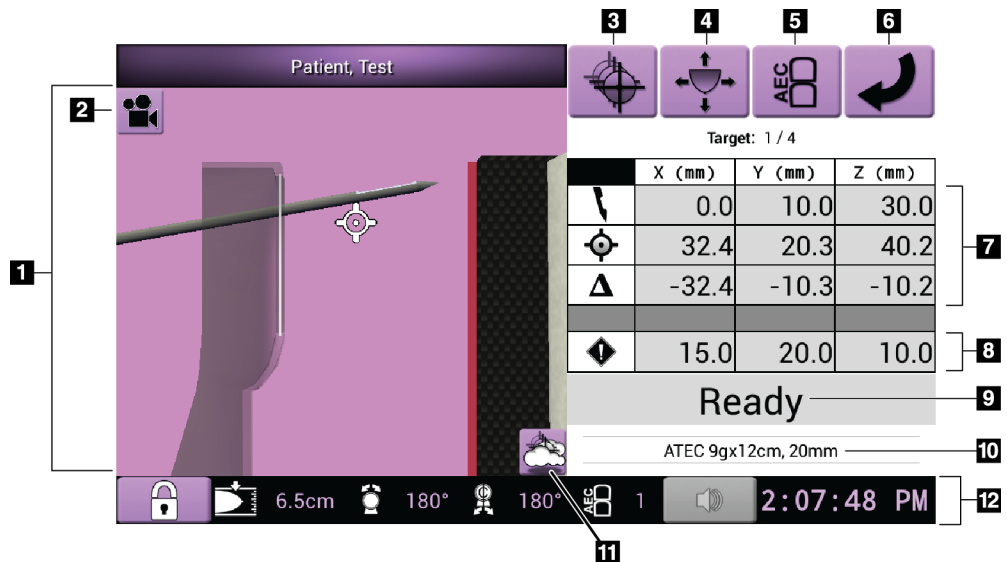 3 4 5 6
Patient, Test
AEC
1
2
Target: 1 / 4
X (mm) Y (mm) Z (mm)
0.0 10.0 30.0
32.4 20.3 40.2
7
Δ -32.4 -10.3 -10.2
! 15.0 20.0 10.0
8
Ready
9
ATEC 9gx12cm, 20mm
10
6.5cm 180° C 180° AEC 1 2:07:48 PM
12
11